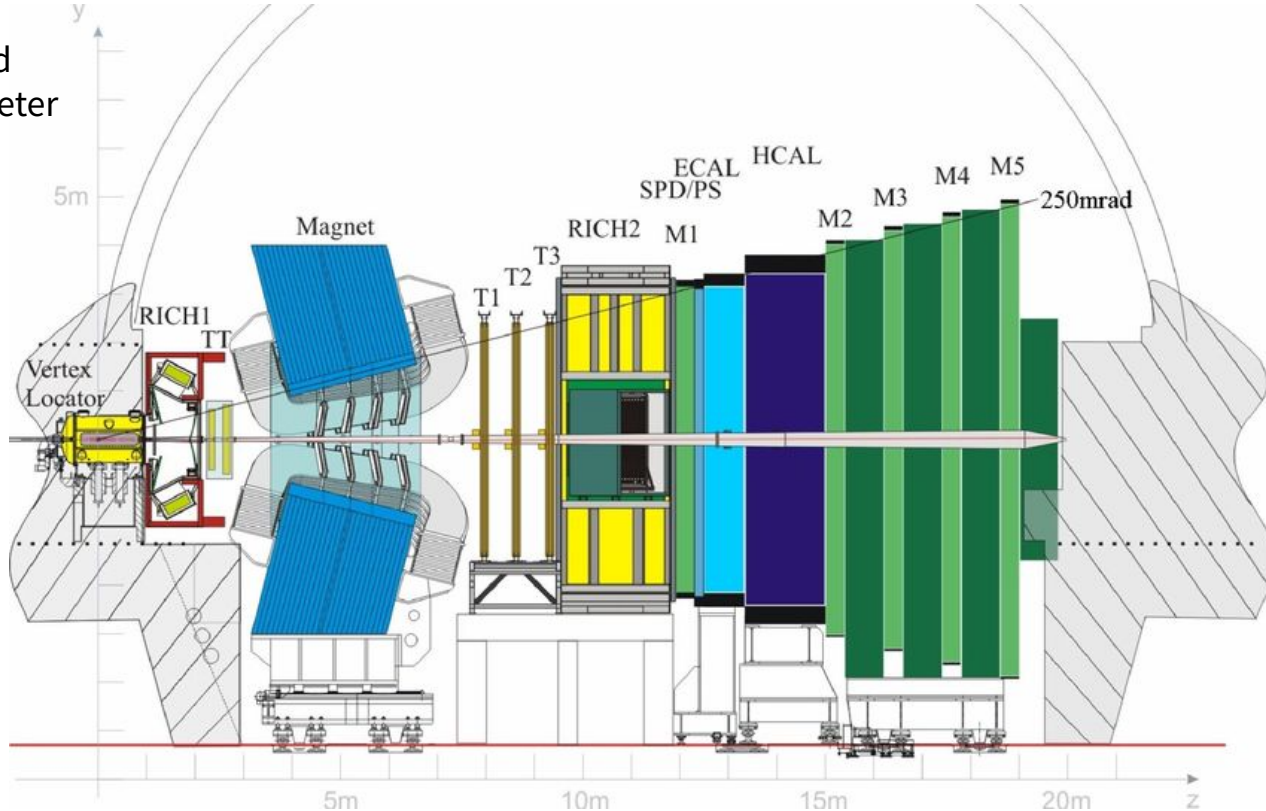 y
d
eter
5m
Vertex
Locator
RICH1
TT
Magnet
T1
T2
T3
RICH2
M1
SPD/PS
ECAL
HCAL
M2
M3
M4
M5
250mrad
5m
10m
15m
20m
z